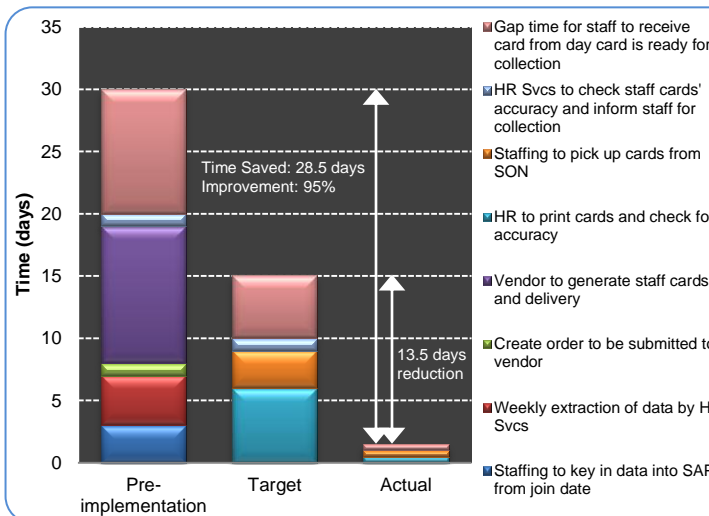 35
30
25
20
15
10
5
0
Time (days)
Time Saved: 28.5 days
Improvement: 95%
13.5 days
reduction
Pre-
implementation
Target
Actual
Gap time for staff to receive
card from day card is ready for
collection
HR Svcs to check staff cards'
accuracy and inform staff for
collection
Staffing to pick up cards from
SON
HR to print cards and check fo
accuracy
Vendor to generate staff cards
and delivery
Create order to be submitted to
vendor
Weekly extraction of data by H
Svcs
Staffing to key in data into SAP
from join date